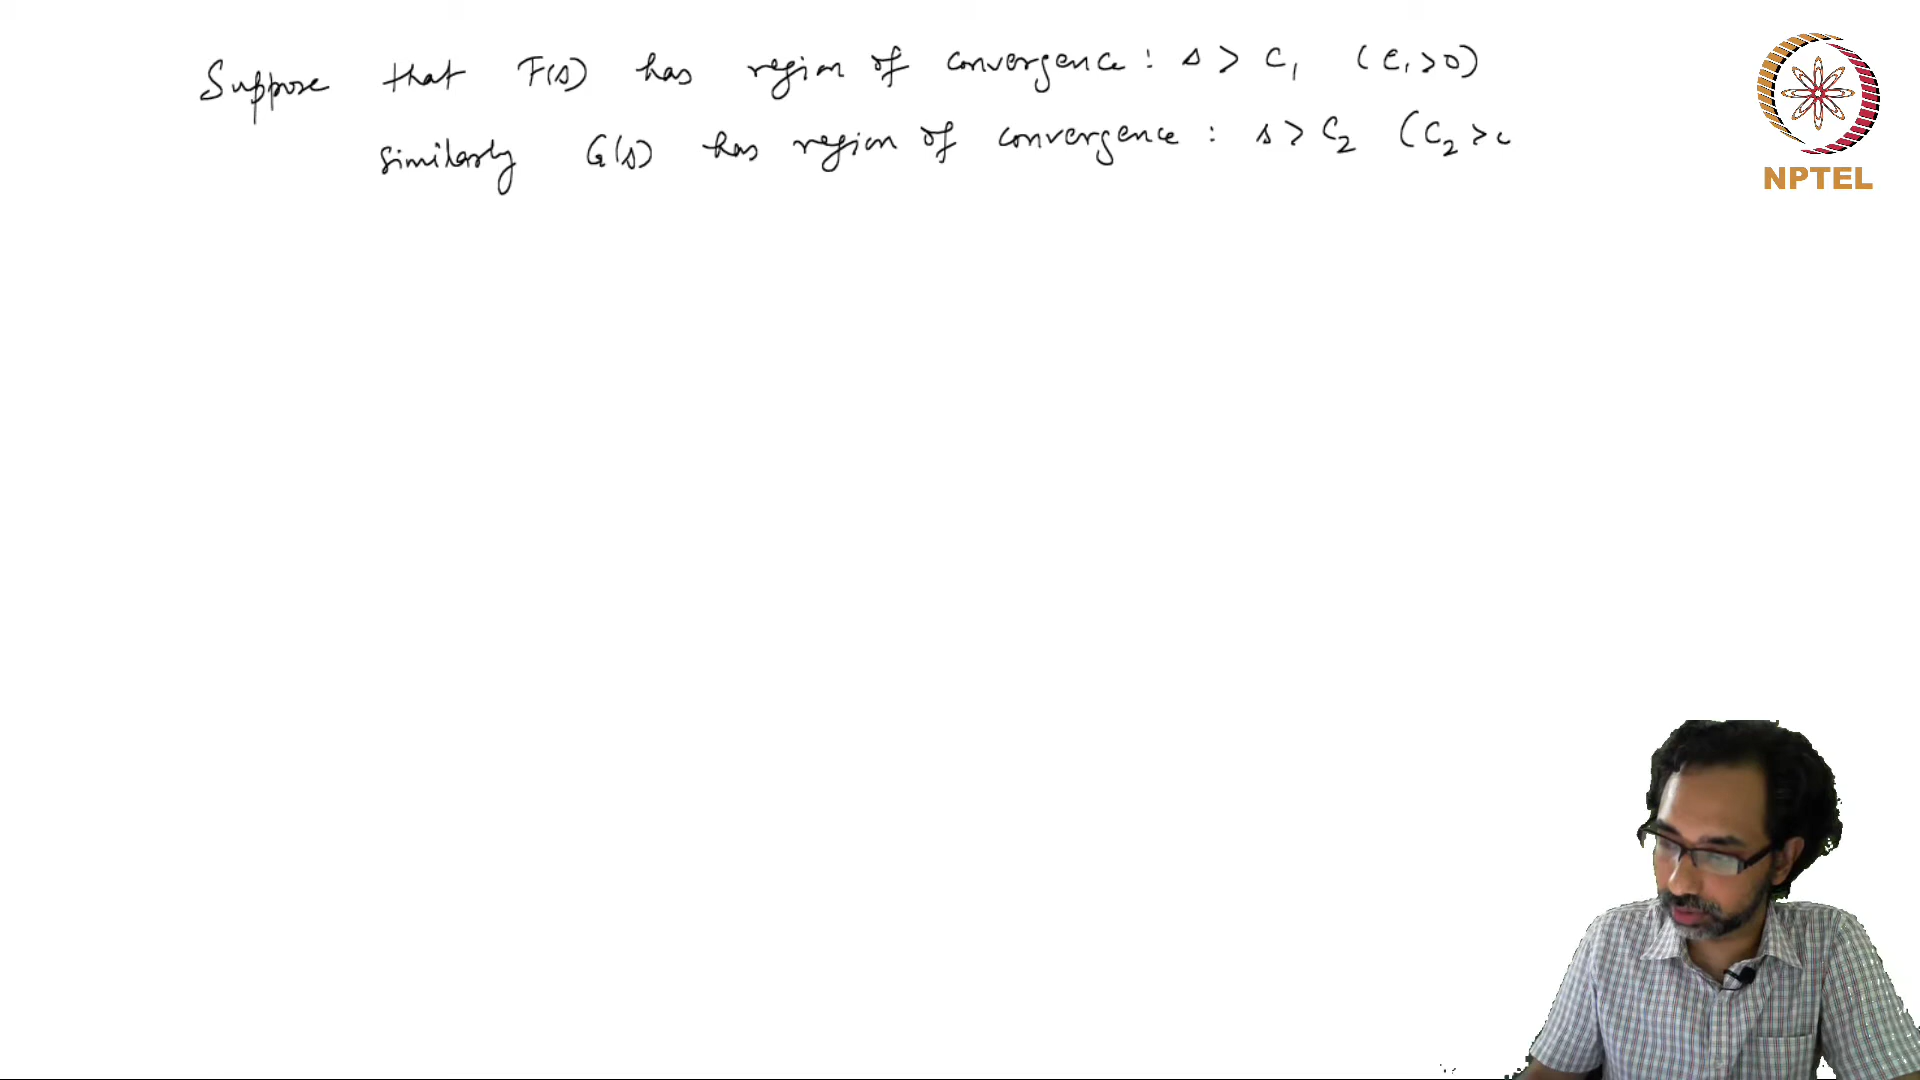 Suppose that F(s) has region of convergence : s > C₁ (C₁ > 0)
similarly G(s) has region of convergence : s > C₂ (C₂ >
NPTEL